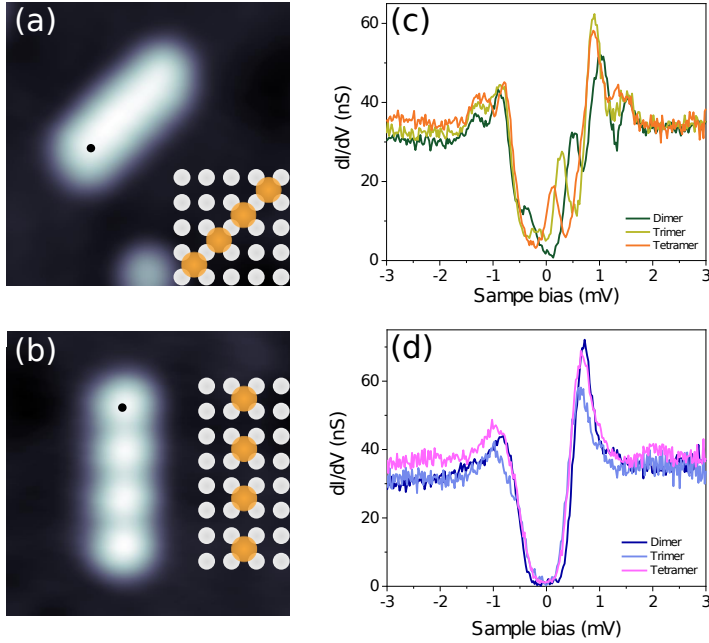 (a)
(c)
dI/dV (nS)
60
40
20
0
-3 -2 -1 0 1 2 3
Sampe bias (mV)
Dimer
Trimer
Tetramer
(b)
(d)
dI/dV (nS)
60
40
20
0
-3 -2 -1 0 1 2 3
Sample bias (mV)
Dimer
Trimer
Tetramer